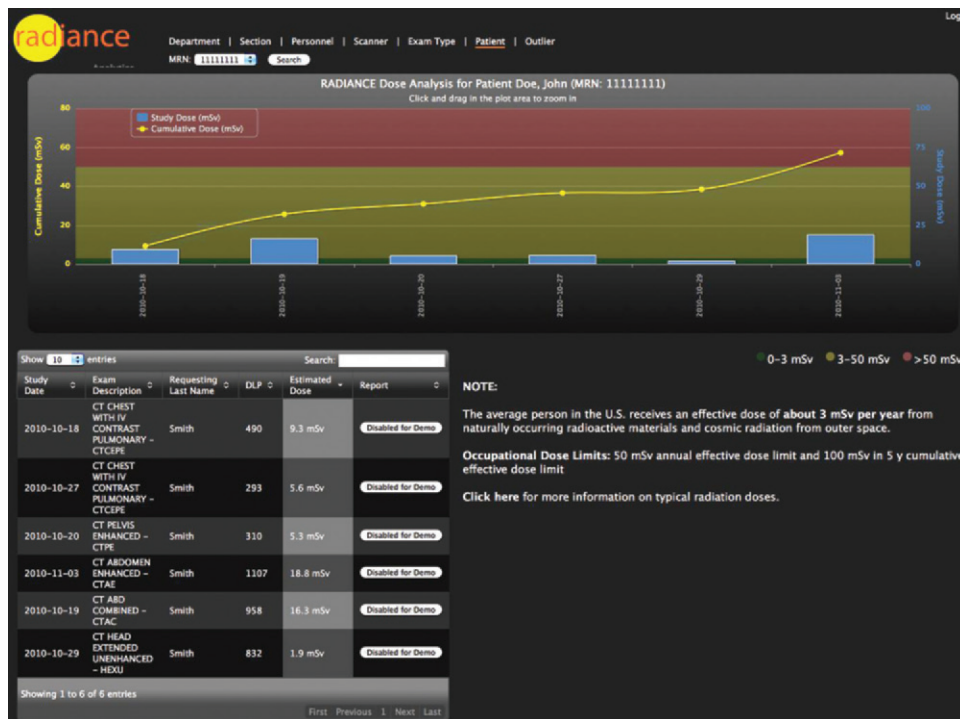 Log
radiance
Department | Section | Personnel | Scanner | Exam Type | Patient | Outlier
MRN: 11111111 Search
RADIANCE Dose Analysis for Patient Doe, John (MRN: 11111111)
Click and drag in the plot area to zoom in
Study Dose (mSv)
Cumulative Dose (mSv)
Cumulative Dose (mSv)
80
60
40
20
0
100
75
50
25
0
Study Dose (mSv)
2010-10-18
2010-10-19
2010-10-20
2010-10-27
2010-10-29
2010-11-03
Show 10 entries Search:
Study Date Exam Description Requesting Last Name DLP Estimated Dose Report
2010-10-18 CT CHEST WITH IV CONTRAST PULMONARY – CTCEPE Smith 490 9.3 mSv Disabled for Demo
2010-10-27 CT CHEST WITH IV CONTRAST PULMONARY – CTCEPE Smith 293 5.6 mSv Disabled for Demo
2010-10-20 CT PELVIS ENHANCED – CTPE Smith 310 5.3 mSv Disabled for Demo
2010-11-03 CT ABDOMEN ENHANCED – CTAE Smith 1107 18.8 mSv Disabled for Demo
2010-10-19 CT ABD COMBINED – CTAC Smith 958 16.3 mSv Disabled for Demo
2010-10-29 CT HEAD EXTENDED UNENHANCED – HEXU Smith 832 1.9 mSv Disabled for Demo
Showing 1 to 6 of 6 entries
First Previous 1 Next Last
0-3 mSv 3-50 mSv >50 mSv
NOTE:
The average person in the U.S. receives an effective dose of about 3 mSv per year from
naturally occurring radioactive materials and cosmic radiation from outer space.
Occupational Dose Limits: 50 mSv annual effective dose limit and 100 mSv in 5 y cumulative
effective dose limit
Click here for more information on typical radiation doses.